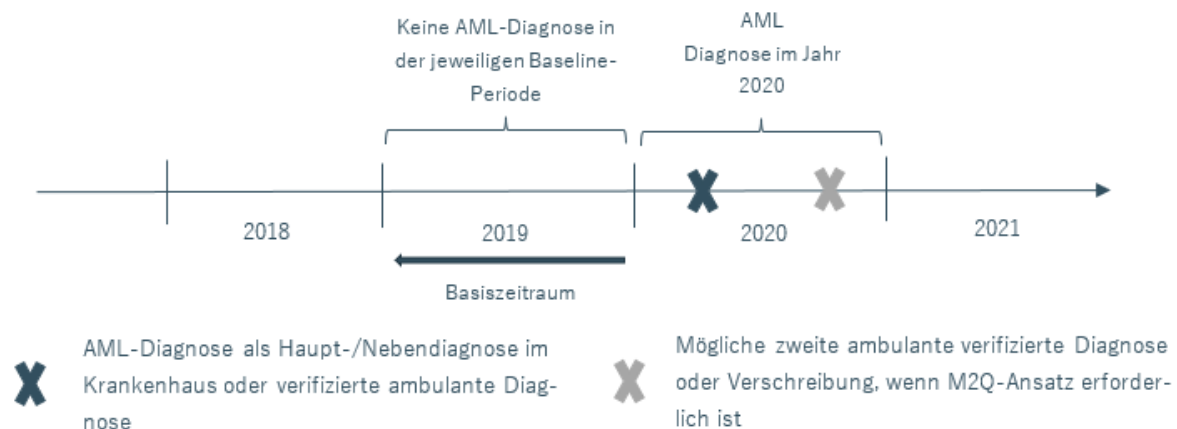 Keine AML-Diagnose in
der jeweiligen Baseline-
Periode
AML
Diagnose im Jahr
2020
2018
2019
2020
2021
Basiszeitraum
AML-Diagnose als Haupt-/Nebendiagnose im
Krankenhaus oder verifizierte ambulante Diag-
nose
Mögliche zweite ambulante verifizierte Diagnose
oder Verschreibung, wenn M2Q-Ansatz erforder-
lich ist